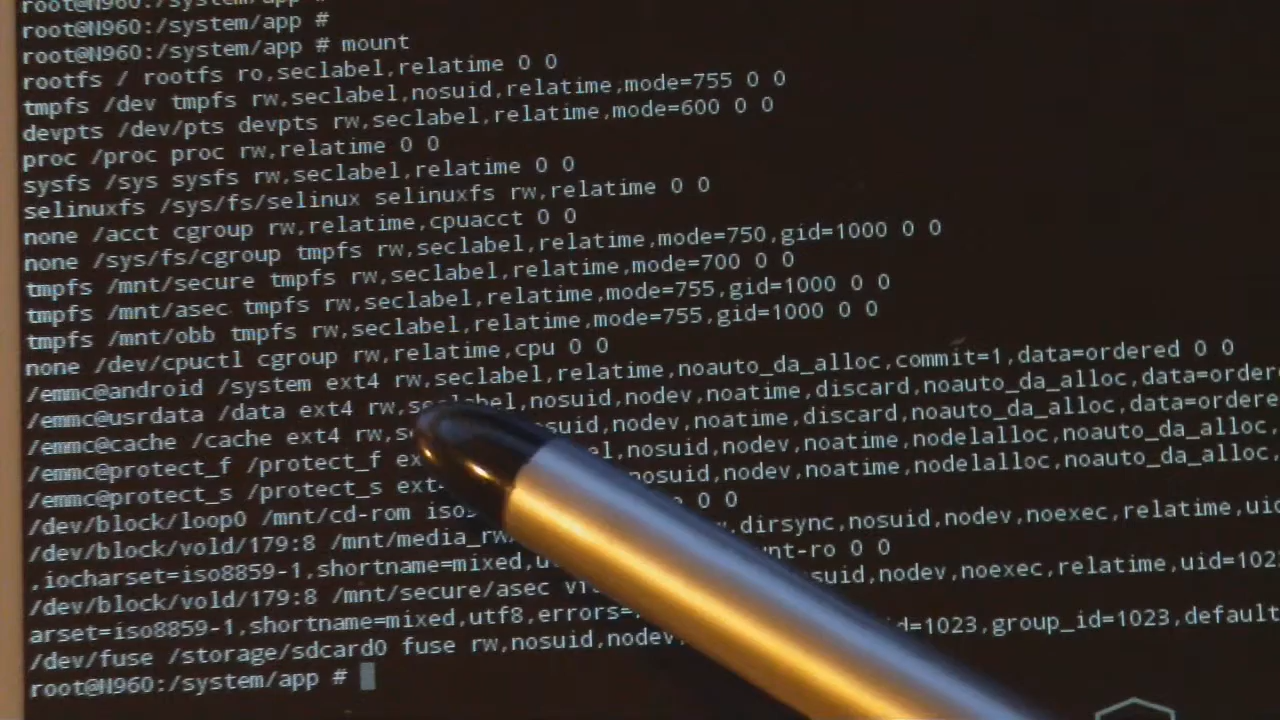 root@N960:/system/app #
root@N960:/system/app #
root@N960:/system/app # mount
rootfs / rootfs ro,seclabel,relatime 0 0
tmpfs /dev tmpfs rw,seclabel,nosuid,relatime,mode=755 0 0
devpts /dev/pts devpts rw,seclabel,relatime,mode=600 0 0
proc /proc proc rw,relatime 0 0
sysfs /sys sysfs rw,seclabel,relatime 0 0
selinuxfs /sys/fs/selinux selinuxfs rw,relatime 0 0
none /acct cgroup rw,relatime,cpuacct 0 0
none /sys/fs/cgroup tmpfs rw,seclabel,relatime,mode=750,gid=1000 0 0
tmpfs /mnt/secure tmpfs rw,seclabel,relatime,mode=700 0 0
tmpfs /mnt/asec tmpfs rw,seclabel,relatime,mode=755,gid=1000 0 0
tmpfs /mnt/obb tmpfs rw,seclabel,relatime,mode=755,gid=1000 0 0
none /dev/cpuctl cgroup rw,relatime,cpu 0 0
/emmc@android /system ext4 rw,seclabel,relatime,noauto_da_alloc,commit=1,data=ordered 0 0
/emmc@usrdata /data ext4 rw,seclabel,nosuid,nodev,noatime,discard,noauto_da_alloc,data=ordere
/emmc@cache /cache ext4 rw,s suid,nodev,noatime,discard,noauto_da_alloc,data=ordere
/emmc@protect_f /protect_f ex el,nosuid,nodev,noatime,nodelalloc,noauto_da_alloc,
/emmc@protect_s /protect_s ext nosuid,nodev,noatime,nodelalloc,noauto_da_alloc,
/dev/block/loop0 /mnt/cd-rom iso9 0 0
/dev/block/vold/179:8 /mnt/media_rw ,dirsync,nosuid,nodev,noexec,relatime,uid
,iocharset=iso8859-1,shortname=mixed,u nt-ro 0 0
/dev/block/vold/179:8 /mnt/secure/asec vf suid,nodev,noexec,relatime,uid=1023
arset=iso8859-1,shortname=mixed,utf8,errors=
/dev/fuse /storage/sdcard0 fuse rw,nosuid,nodev, id=1023,group_id=1023,default
root@N960:/system/app #